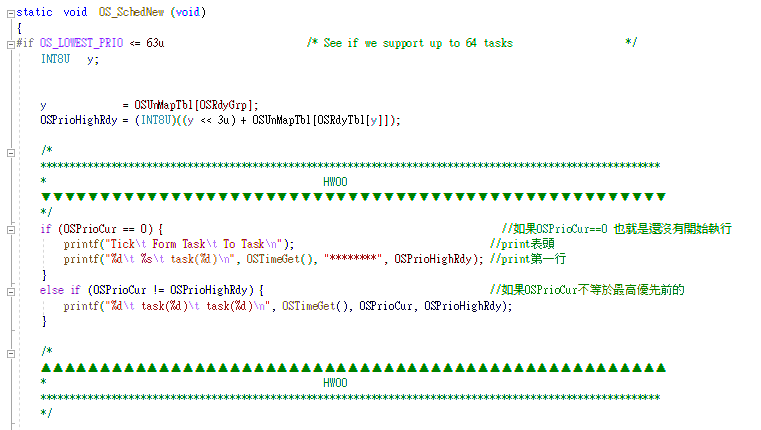 static void OS_SchedNew (void)
{
#if OS_LOWEST_PRIO <= 63u /* See if we support up to 64 tasks */
INT8U y;
y = OSUnMapTbl[OSRdyGrp];
OSPrioHighRdy = (INT8U)((y << 3u) + OSUnMapTbl[OSRdyTbl[y]]);
/*
*********************************************************************************************************
* HW00
▼▼▼▼▼▼▼▼▼▼▼▼▼▼▼▼▼▼▼▼▼▼▼▼▼▼▼▼▼▼▼▼▼▼▼▼▼▼▼▼▼▼▼▼▼▼▼▼▼▼▼▼▼
*/
if (OSPrioCur == 0) { //如果OSPrioCur==0 也就是還沒有開始執行
printf("Tick\t Form Task\t To Task\n"); //print表頭
printf("%d\t %s\t task(%d)\n", OSTimeGet(), "********", OSPrioHighRdy); //print第一行
}
else if (OSPrioCur != OSPrioHighRdy) { //如果OSPrioCur不等於最高優先前的
printf("%d\t task(%d)\t task(%d)\n", OSTimeGet(), OSPrioCur, OSPrioHighRdy);
}
/*
▲▲▲▲▲▲▲▲▲▲▲▲▲▲▲▲▲▲▲▲▲▲▲▲▲▲▲▲▲▲▲▲▲▲▲▲▲▲▲▲▲▲▲▲▲▲▲▲▲▲▲▲▲
* HW00
*********************************************************************************************************
*/